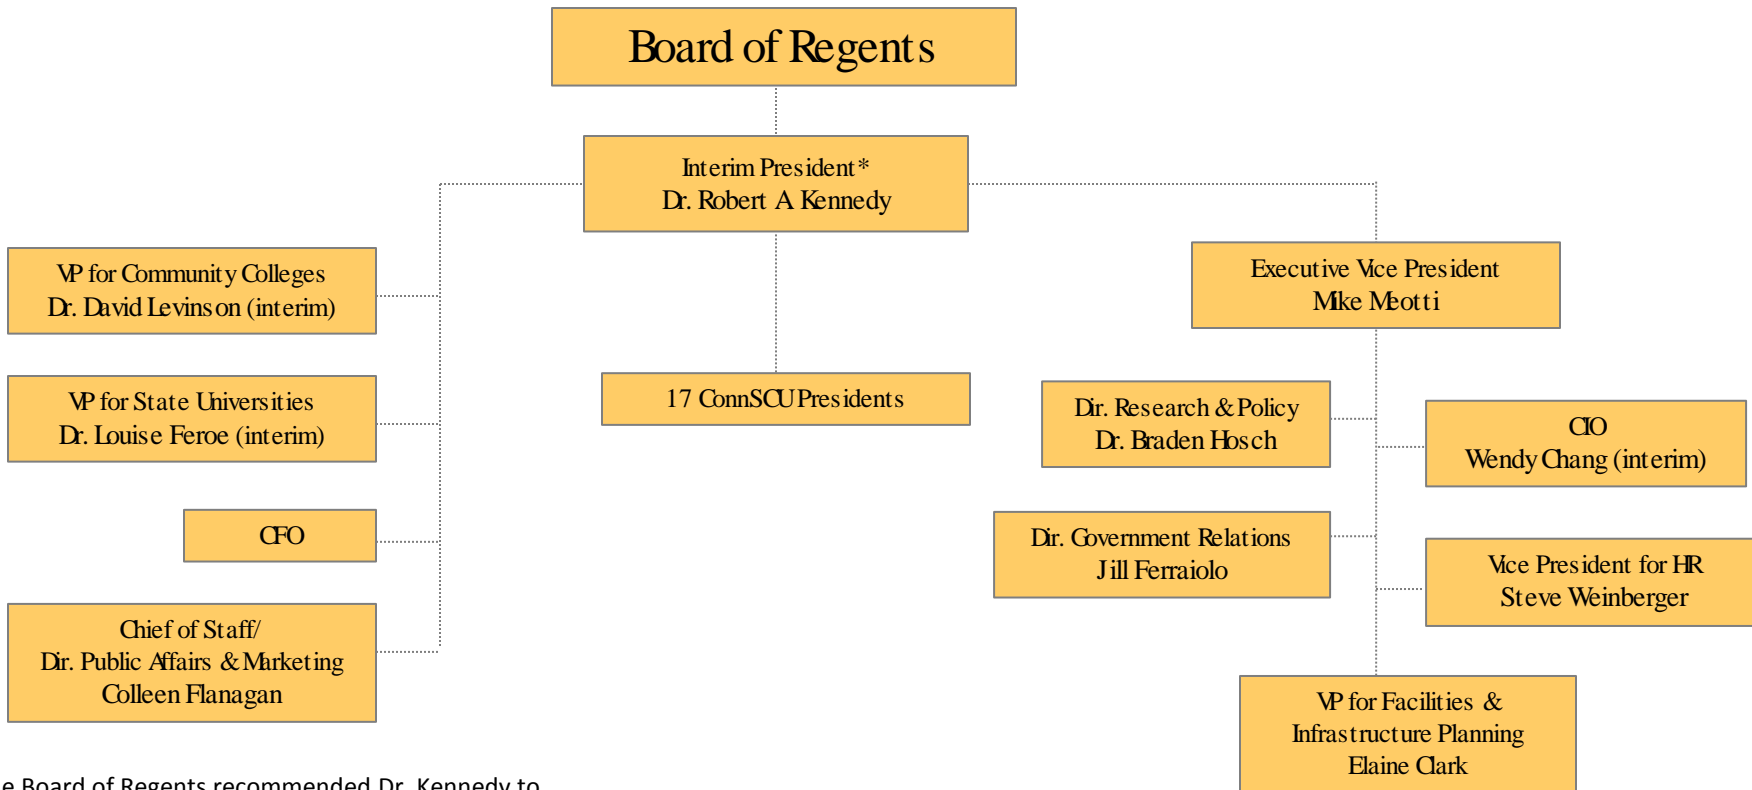 Board of Regents
Interim President*
Dr. Robert A Kennedy
VP for Community Colleges
Dr. David Levinson (interim)
Executive Vice President
Mike Meotti
VP for State Universities
Dr. Louise Feroe (interim)
17 ConnSCU Presidents
Dir. Research & Policy
Dr. Braden Hosch
CIO
Wendy Chang (interim)
CFO
Dir. Government Relations
Jill Ferraiolo
Vice President for HR
Steve Weinberger
Chief of Staff/
Dir. Public Affairs & Marketing
Colleen Flanagan
VP for Facilities &
Infrastructure Planning
Elaine Clark
Board of Regents recommended Dr. Kennedy to